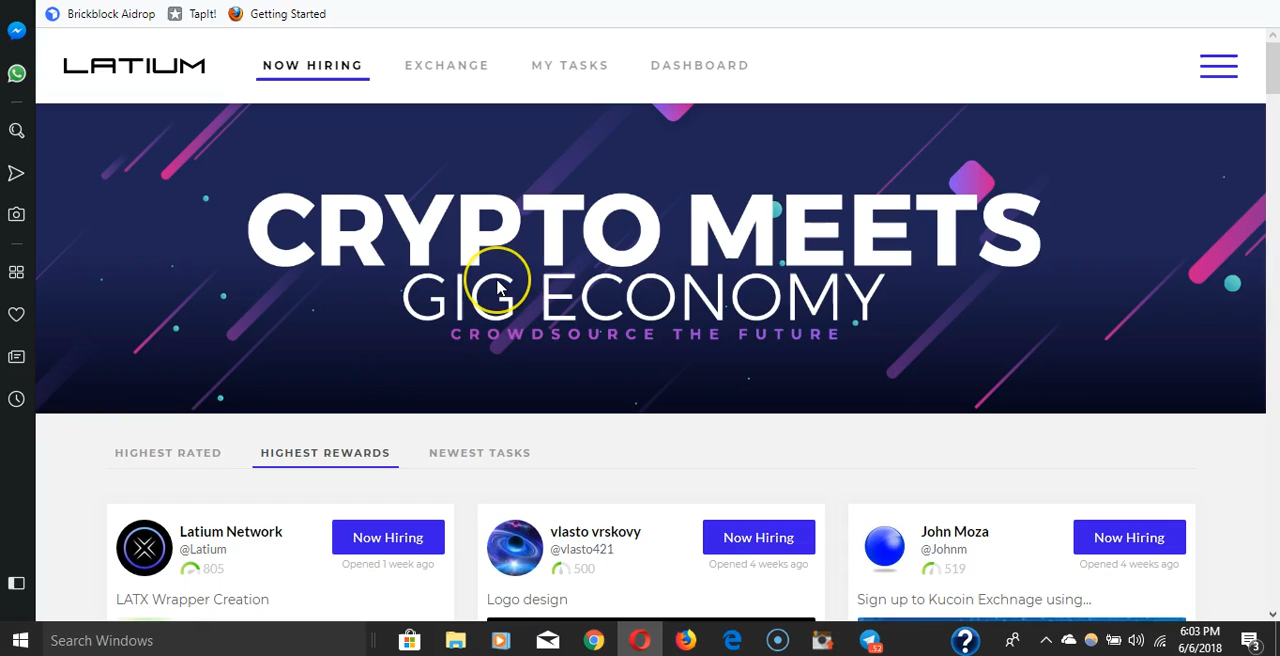 Brickblock Aidrop TapIt! Getting Started
LATIUM NOW HIRING EXCHANGE MY TASKS DASHBOARD
CRYPTO MEETS
GIG ECONOMY
CROWDSOURCE THE FUTURE
HIGHEST RATED HIGHEST REWARDS NEWEST TASKS
Latium Network
@Latium
805
Now Hiring
Opened 1 week ago
LATX Wrapper Creation
vlasto vrskovy
@vlasto421
500
Now Hiring
Opened 4 weeks ago
Logo design
John Moza
@Johnm
519
Now Hiring
Opened 4 weeks ago
Sign up to Kucoin Exchnage using...
Search Windows
52
6:03 PM
6/6/2018
3